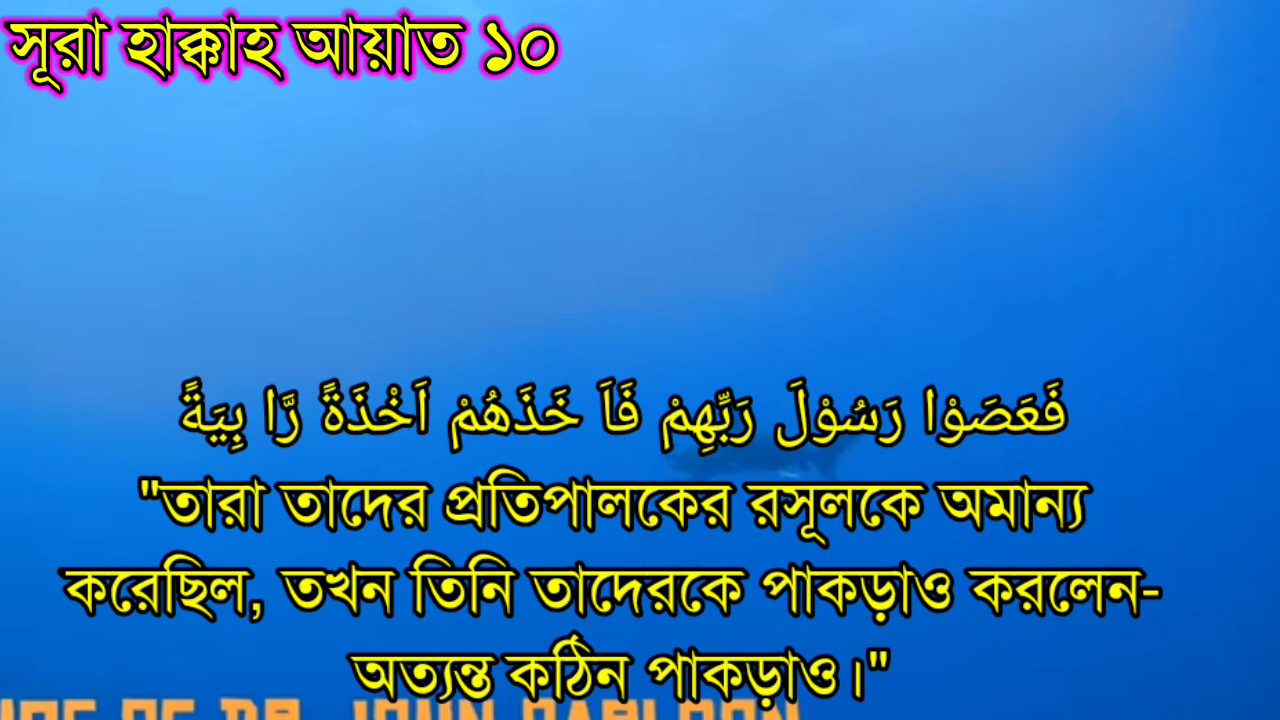 সূরা হাক্কাহ আয়াত ১০
فَعَصَوْا رَسُوْلَ رَبِّهِمْ فَاَ خَذَهُمْ اَخْذَةً رَّا بِيَةً
"তারা তাদের প্রতিপালকের রসূলকে অমান্য
করেছিল, তখন তিনি তাদেরকে পাকড়াও করলেন-
অত্যন্ত কঠিন পাকড়াও।"